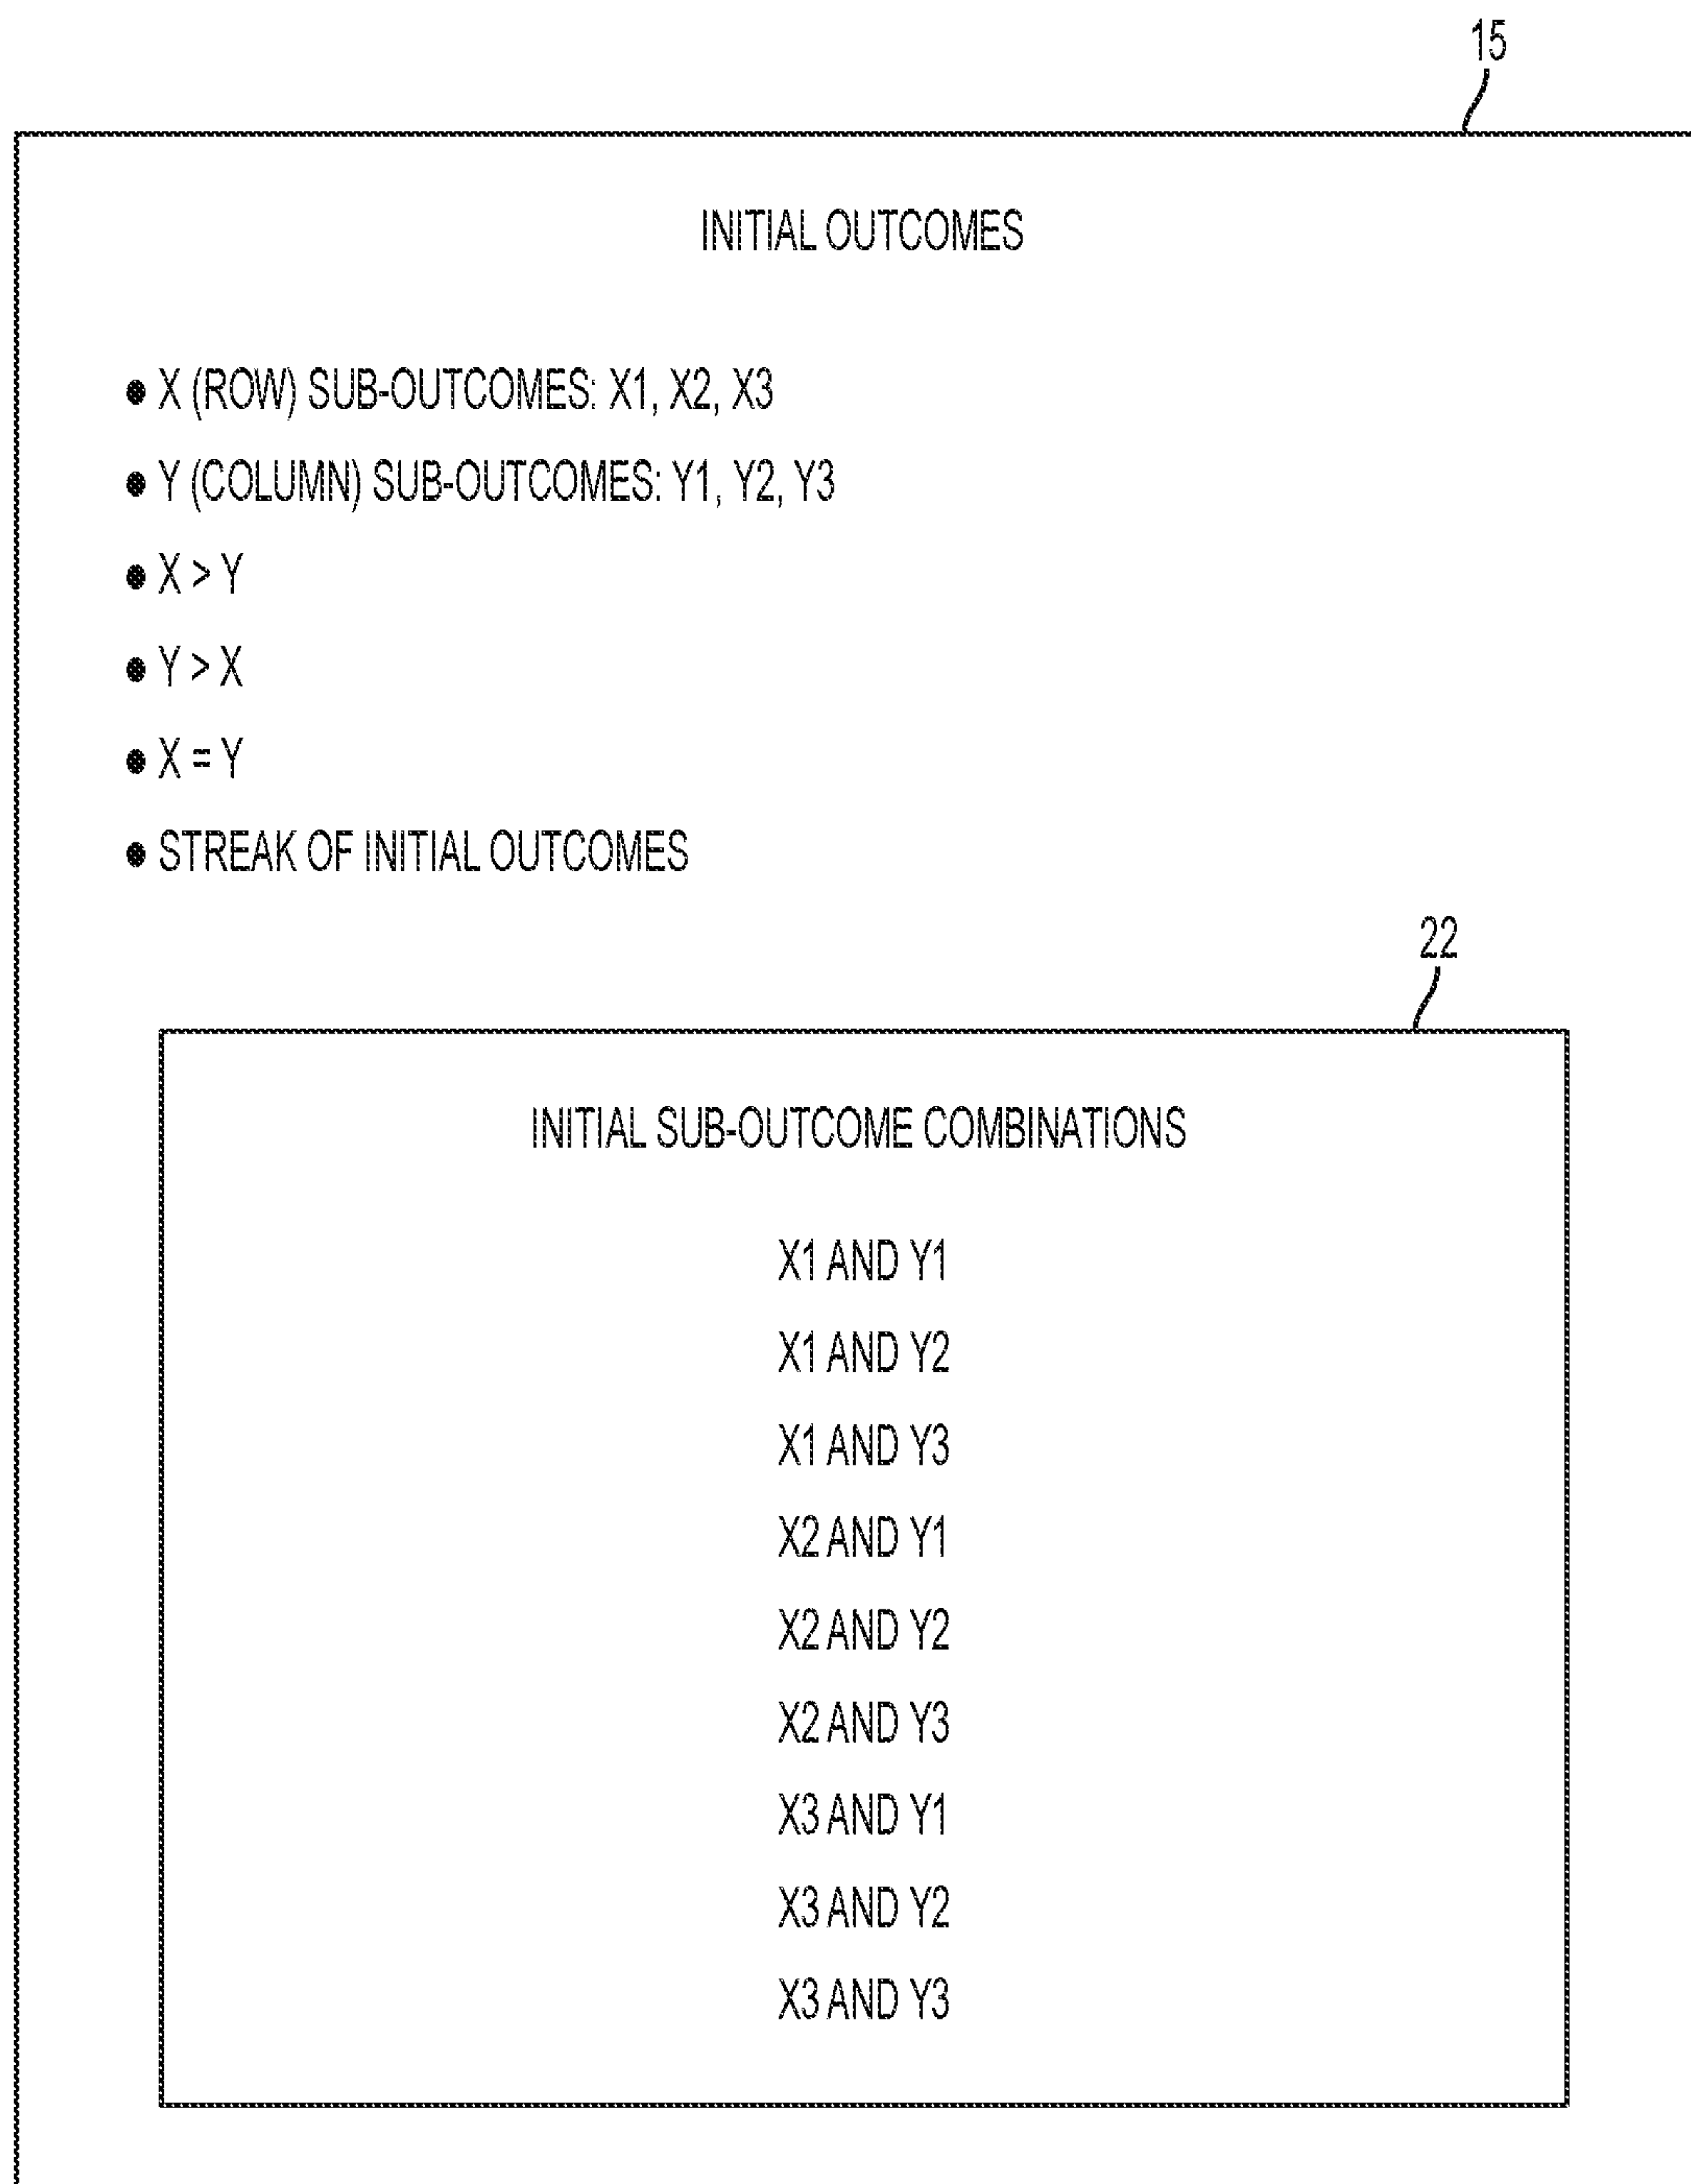 15
INITIAL OUTCOMES
● X (ROW) SUB-OUTCOMES: X1, X2, X3
● Y (COLUMN) SUB-OUTCOMES: Y1, Y2, Y3
● X > Y
● Y > X
● X = Y
● STREAK OF INITIAL OUTCOMES
22
INITIAL SUB-OUTCOME COMBINATIONS
X1 AND Y1
X1 AND Y2
X1 AND Y3
X2 AND Y1
X2 AND Y2
X2 AND Y3
X3 AND Y1
X3 AND Y2
X3 AND Y3